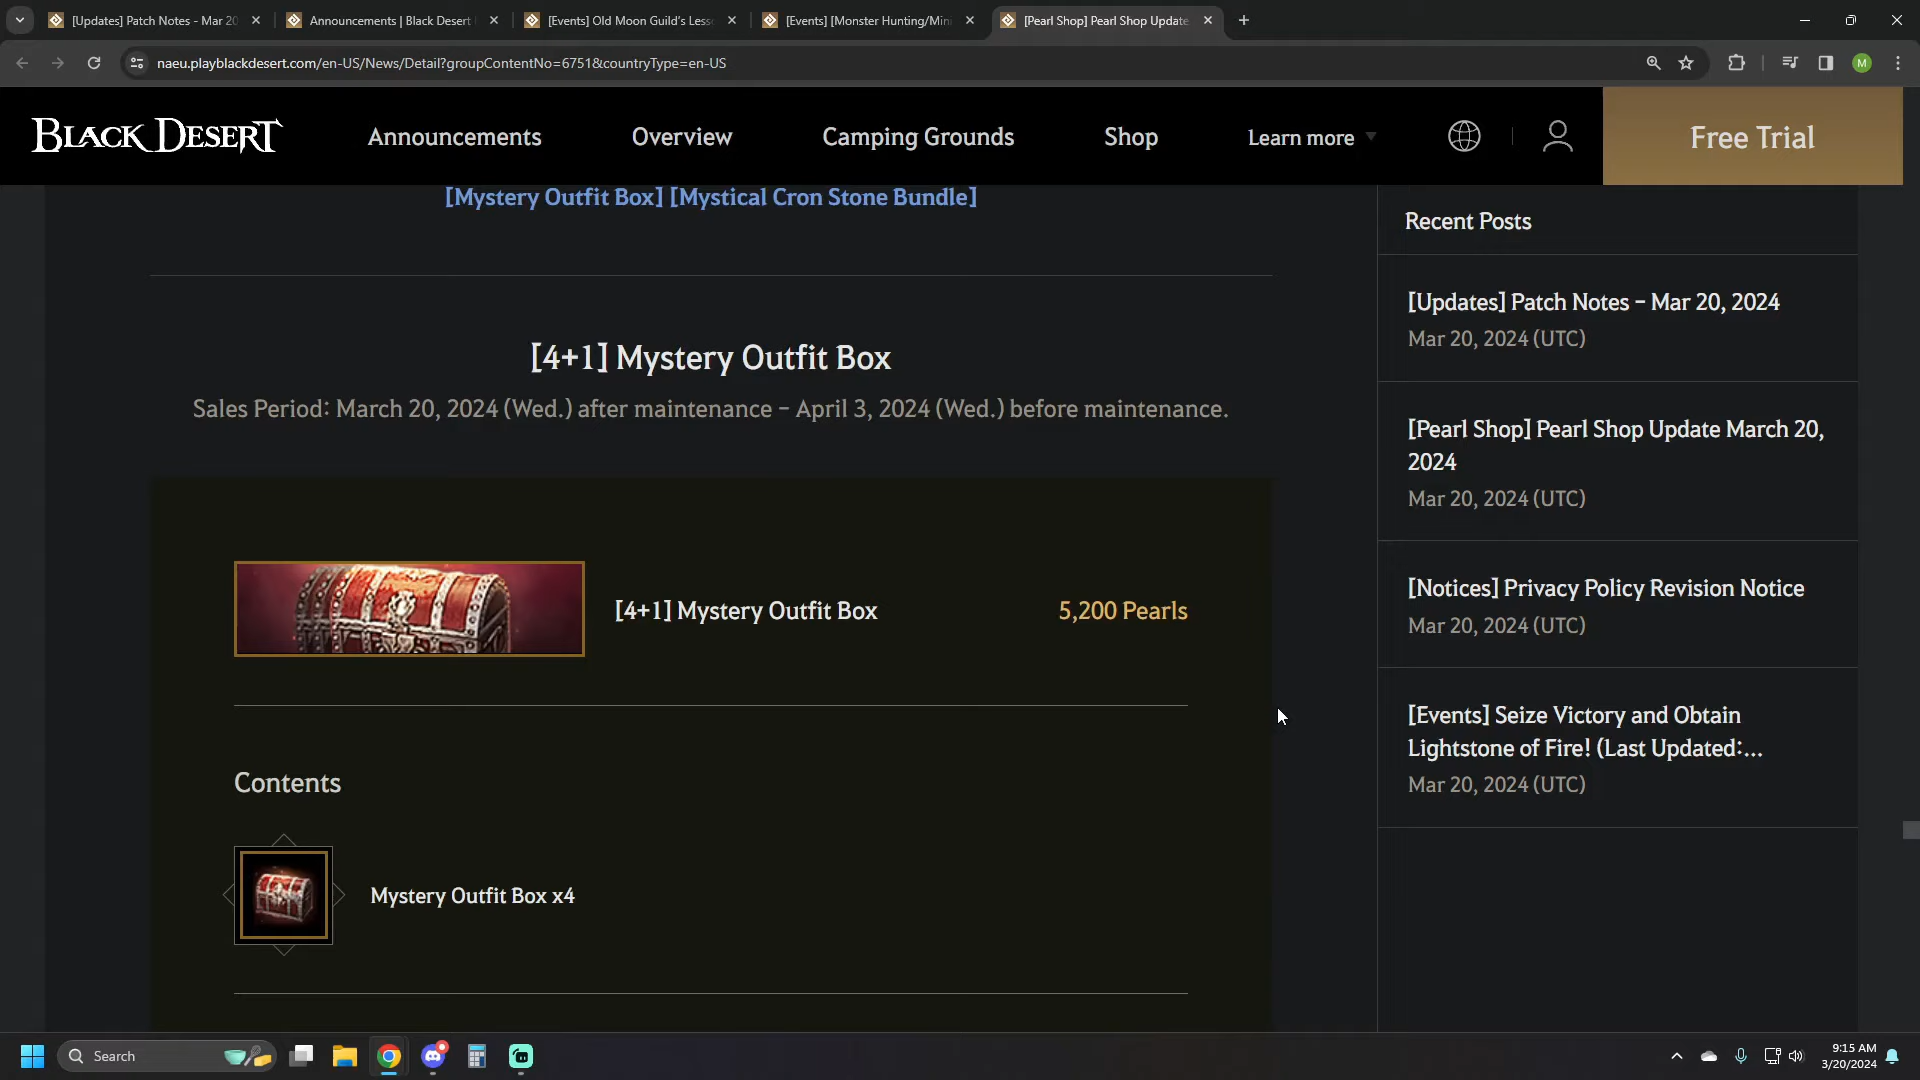 [Updates] Patch Notes - Mar 20
Announcements | Black Desert
[Events] Old Moon Guild's Less
[Events] [Monster Hunting/Min
[Pearl Shop] Pearl Shop Update
naeu.playblackdesert.com/en-US/News/Detail?groupContentNo=6751&countryType=en-US
M
BLACK DESERT
Announcements
Overview
Camping Grounds
Shop
Learn more
Free Trial
[Mystery Outfit Box] [Mystical Cron Stone Bundle]
[4+1] Mystery Outfit Box
Sales Period: March 20, 2024 (Wed.) after maintenance – April 3, 2024 (Wed.) before maintenance.
[4+1] Mystery Outfit Box
5,200 Pearls
Contents
Mystery Outfit Box x4
Recent Posts
[Updates] Patch Notes – Mar 20, 2024
Mar 20, 2024 (UTC)
[Pearl Shop] Pearl Shop Update March 20,
2024
Mar 20, 2024 (UTC)
[Notices] Privacy Policy Revision Notice
Mar 20, 2024 (UTC)
[Events] Seize Victory and Obtain
Lightstone of Fire! (Last Updated:...
Mar 20, 2024 (UTC)
Search
9:15 AM
3/20/2024